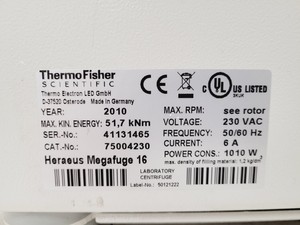 ThermoFisher
SCIENTIFIC
Thermo Electron LED GmbH
D-37520 Osterode Made in Germany
YEAR: 2010
MAX. KIN. ENERGY: 51,7 kNm
SER.-No.: 41131465
CAT.-No.: 75004230
Heraeus Megafuge 16
CE
C UL US LISTED
MAX. RPM: see rotor
VOLTAGE: 230 VAC
FREQUENCY: 50/60 Hz
CURRENT: 6 A
POWER CONS.: 1010 W
max. density of filling material: 1,2 kg/dm³
LABORATORY
CENTRIFUGE
Label-No.: 50121222